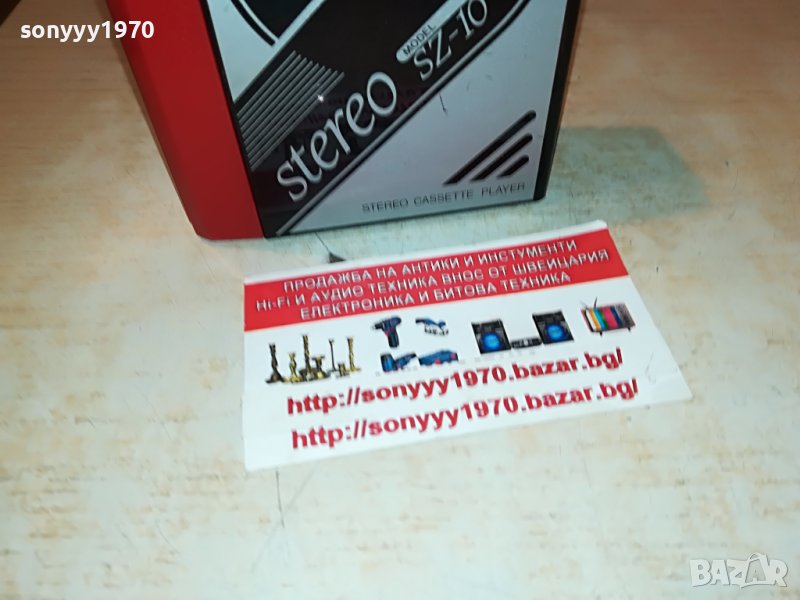 sonyyy1970
stereo
MODEL
SZ-10
STEREO CASSETTE PLAYER
ПРОДАЖБА НА АНТИКИ И ИНСТУМЕНТИ
Hi-Fi И АУДИО ТЕХНИКА ВНОС ОТ ШВЕЙЦАРИЯ
ЕЛЕКТРОНИКА И БИТОВА ТЕХНИКА
http://sonyyy1970.bazar.bg/
http://sonyyy1970.bazar.bg/
BAZAR